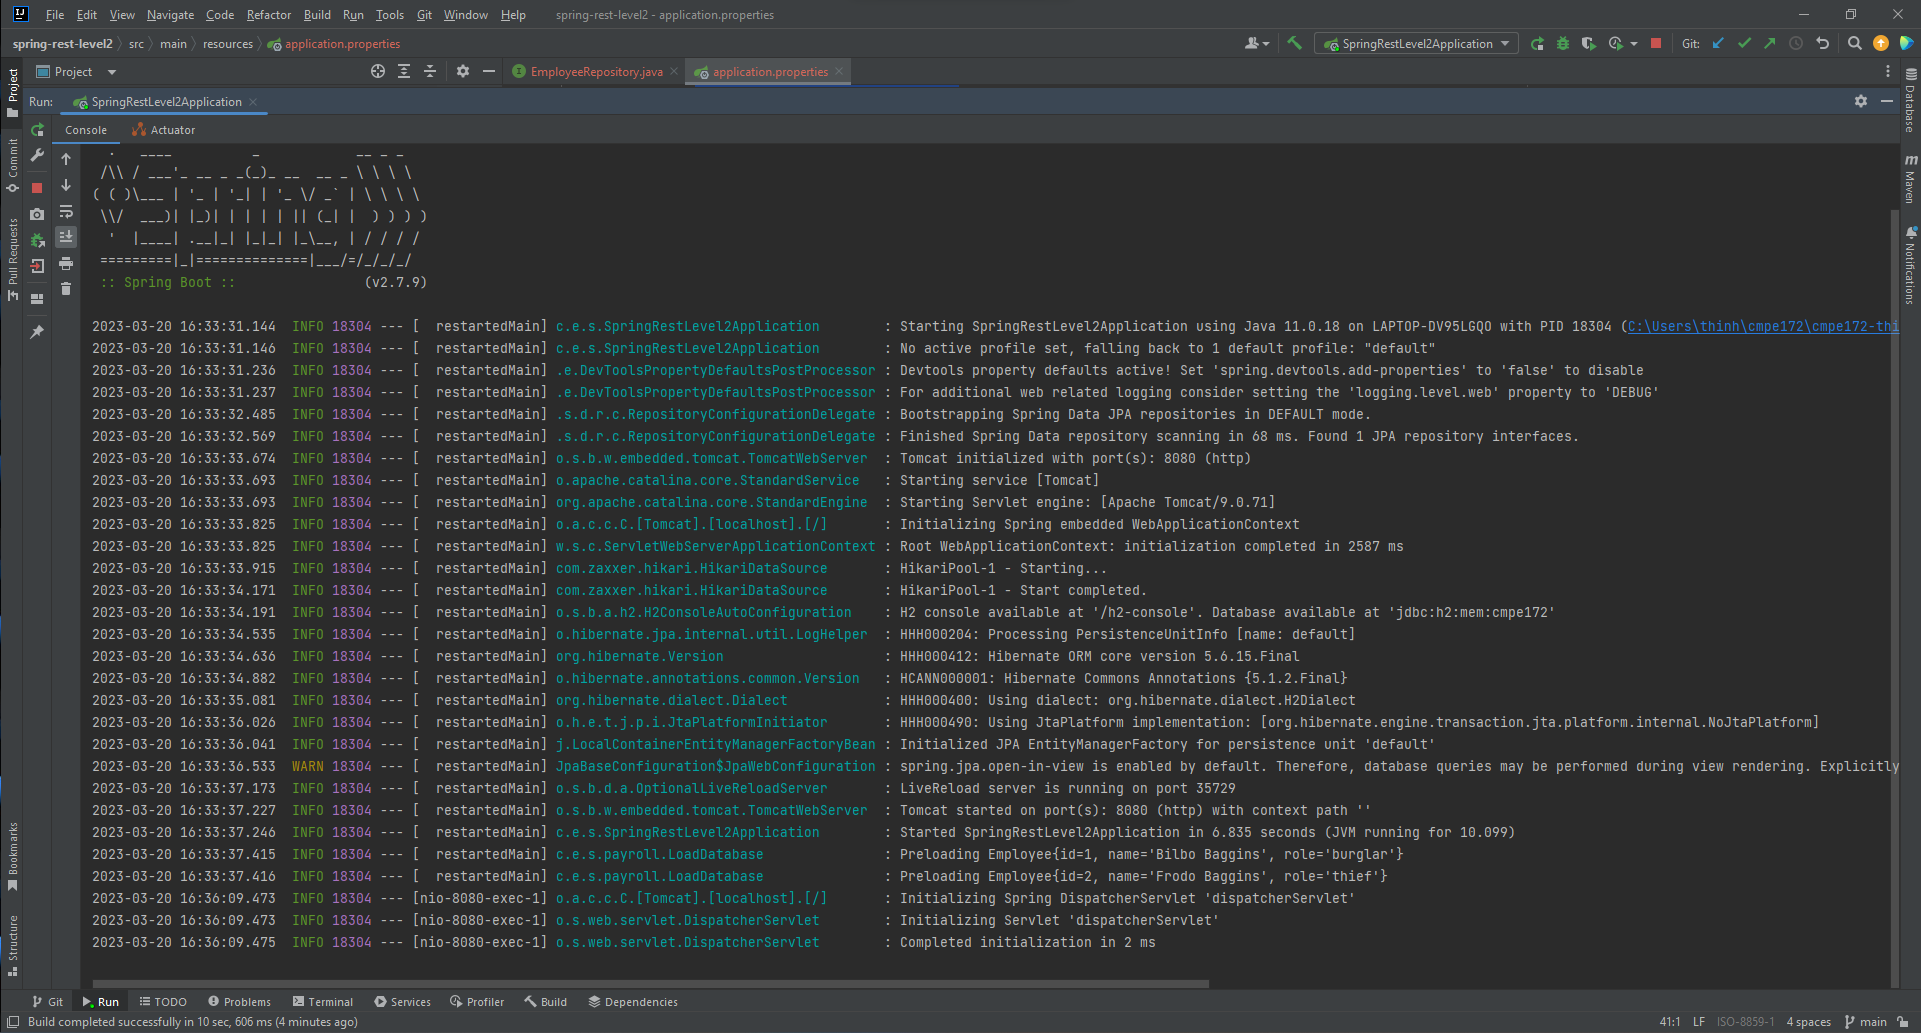 File Edit View Navigate Code Refactor Build Run Tools Git Window Help spring-rest-level2 - application.properties
spring-rest-level2 src main resources application.properties SpringRestLevel2Application Git:
Project EmployeeRepository.java application.properties
Run: SpringRestLevel2Application
Console Actuator
  .   ____          _            __ _ _
 /\\ / ___'_ __ _ _(_)_ __  __ _ \ \ \ \
( ( )\___ | '_ | '_| | '_ \/ _` | \ \ \ \
 \\/  ___)| |_)| | | | | || (_| |  ) ) ) )
  '  |____| .__|_| |_|_| |_\__, | / / / /
 =========|_|==============|___/=/_/_/_/
 :: Spring Boot ::                (v2.7.9)
2023-03-20 16:33:31.144  INFO 18304 --- [  restartedMain] c.e.s.SpringRestLevel2Application        : Starting SpringRestLevel2Application using Java 11.0.18 on LAPTOP-DV95LGQO with PID 18304 (C:\Users\thinh\cmpe172\cmpe172-thi
2023-03-20 16:33:31.146  INFO 18304 --- [  restartedMain] c.e.s.SpringRestLevel2Application        : No active profile set, falling back to 1 default profile: "default"
2023-03-20 16:33:31.236  INFO 18304 --- [  restartedMain] .e.DevToolsPropertyDefaultsPostProcessor : Devtools property defaults active! Set 'spring.devtools.add-properties' to 'false' to disable
2023-03-20 16:33:31.237  INFO 18304 --- [  restartedMain] .e.DevToolsPropertyDefaultsPostProcessor : For additional web related logging consider setting the 'logging.level.web' property to 'DEBUG'
2023-03-20 16:33:32.485  INFO 18304 --- [  restartedMain] .s.d.r.c.RepositoryConfigurationDelegate : Bootstrapping Spring Data JPA repositories in DEFAULT mode.
2023-03-20 16:33:32.569  INFO 18304 --- [  restartedMain] .s.d.r.c.RepositoryConfigurationDelegate : Finished Spring Data repository scanning in 68 ms. Found 1 JPA repository interfaces.
2023-03-20 16:33:33.674  INFO 18304 --- [  restartedMain] o.s.b.w.embedded.tomcat.TomcatWebServer  : Tomcat initialized with port(s): 8080 (http)
2023-03-20 16:33:33.693  INFO 18304 --- [  restartedMain] o.apache.catalina.core.StandardService   : Starting service [Tomcat]
2023-03-20 16:33:33.693  INFO 18304 --- [  restartedMain] org.apache.catalina.core.StandardEngine  : Starting Servlet engine: [Apache Tomcat/9.0.71]
2023-03-20 16:33:33.825  INFO 18304 --- [  restartedMain] o.a.c.c.C.[Tomcat].[localhost].[/]       : Initializing Spring embedded WebApplicationContext
2023-03-20 16:33:33.825  INFO 18304 --- [  restartedMain] w.s.c.ServletWebServerApplicationContext : Root WebApplicationContext: initialization completed in 2587 ms
2023-03-20 16:33:33.915  INFO 18304 --- [  restartedMain] com.zaxxer.hikari.HikariDataSource       : HikariPool-1 - Starting...
2023-03-20 16:33:34.171  INFO 18304 --- [  restartedMain] com.zaxxer.hikari.HikariDataSource       : HikariPool-1 - Start completed.
2023-03-20 16:33:34.191  INFO 18304 --- [  restartedMain] o.s.b.a.h2.H2ConsoleAutoConfiguration    : H2 console available at '/h2-console'. Database available at 'jdbc:h2:mem:cmpe172'
2023-03-20 16:33:34.535  INFO 18304 --- [  restartedMain] o.hibernate.jpa.internal.util.LogHelper  : HHH000204: Processing PersistenceUnitInfo [name: default]
2023-03-20 16:33:34.636  INFO 18304 --- [  restartedMain] org.hibernate.Version                    : HHH000412: Hibernate ORM core version 5.6.15.Final
2023-03-20 16:33:34.882  INFO 18304 --- [  restartedMain] o.hibernate.annotations.common.Version   : HCANN000001: Hibernate Commons Annotations {5.1.2.Final}
2023-03-20 16:33:35.081  INFO 18304 --- [  restartedMain] org.hibernate.dialect.Dialect            : HHH000400: Using dialect: org.hibernate.dialect.H2Dialect
2023-03-20 16:33:36.026  INFO 18304 --- [  restartedMain] o.h.e.t.j.p.i.JtaPlatformInitiator       : HHH000490: Using JtaPlatform implementation: [org.hibernate.engine.transaction.jta.platform.internal.NoJtaPlatform]
2023-03-20 16:33:36.041  INFO 18304 --- [  restartedMain] j.LocalContainerEntityManagerFactoryBean : Initialized JPA EntityManagerFactory for persistence unit 'default'
2023-03-20 16:33:36.533  WARN 18304 --- [  restartedMain] JpaBaseConfiguration$JpaWebConfiguration : spring.jpa.open-in-view is enabled by default. Therefore, database queries may be performed during view rendering. Explicitly
2023-03-20 16:33:37.173  INFO 18304 --- [  restartedMain] o.s.b.d.a.OptionalLiveReloadServer       : LiveReload server is running on port 35729
2023-03-20 16:33:37.227  INFO 18304 --- [  restartedMain] o.s.b.w.embedded.tomcat.TomcatWebServer  : Tomcat started on port(s): 8080 (http) with context path ''
2023-03-20 16:33:37.246  INFO 18304 --- [  restartedMain] c.e.s.SpringRestLevel2Application        : Started SpringRestLevel2Application in 6.835 seconds (JVM running for 10.099)
2023-03-20 16:33:37.415  INFO 18304 --- [  restartedMain] c.e.s.payroll.LoadDatabase               : Preloading Employee{id=1, name='Bilbo Baggins', role='burglar'}
2023-03-20 16:33:37.416  INFO 18304 --- [  restartedMain] c.e.s.payroll.LoadDatabase               : Preloading Employee{id=2, name='Frodo Baggins', role='thief'}
2023-03-20 16:36:09.473  INFO 18304 --- [nio-8080-exec-1] o.a.c.c.C.[Tomcat].[localhost].[/]       : Initializing Spring DispatcherServlet 'dispatcherServlet'
2023-03-20 16:36:09.473  INFO 18304 --- [nio-8080-exec-1] o.s.web.servlet.DispatcherServlet        : Initializing Servlet 'dispatcherServlet'
2023-03-20 16:36:09.475  INFO 18304 --- [nio-8080-exec-1] o.s.web.servlet.DispatcherServlet        : Completed initialization in 2 ms
Project
Commit
Pull Requests
Bookmarks
Structure
Database
Maven
Notifications
Git Run TODO Problems Terminal Services Profiler Build Dependencies
Build completed successfully in 10 sec, 606 ms (4 minutes ago) 41:1 LF ISO-8859-1 4 spaces main